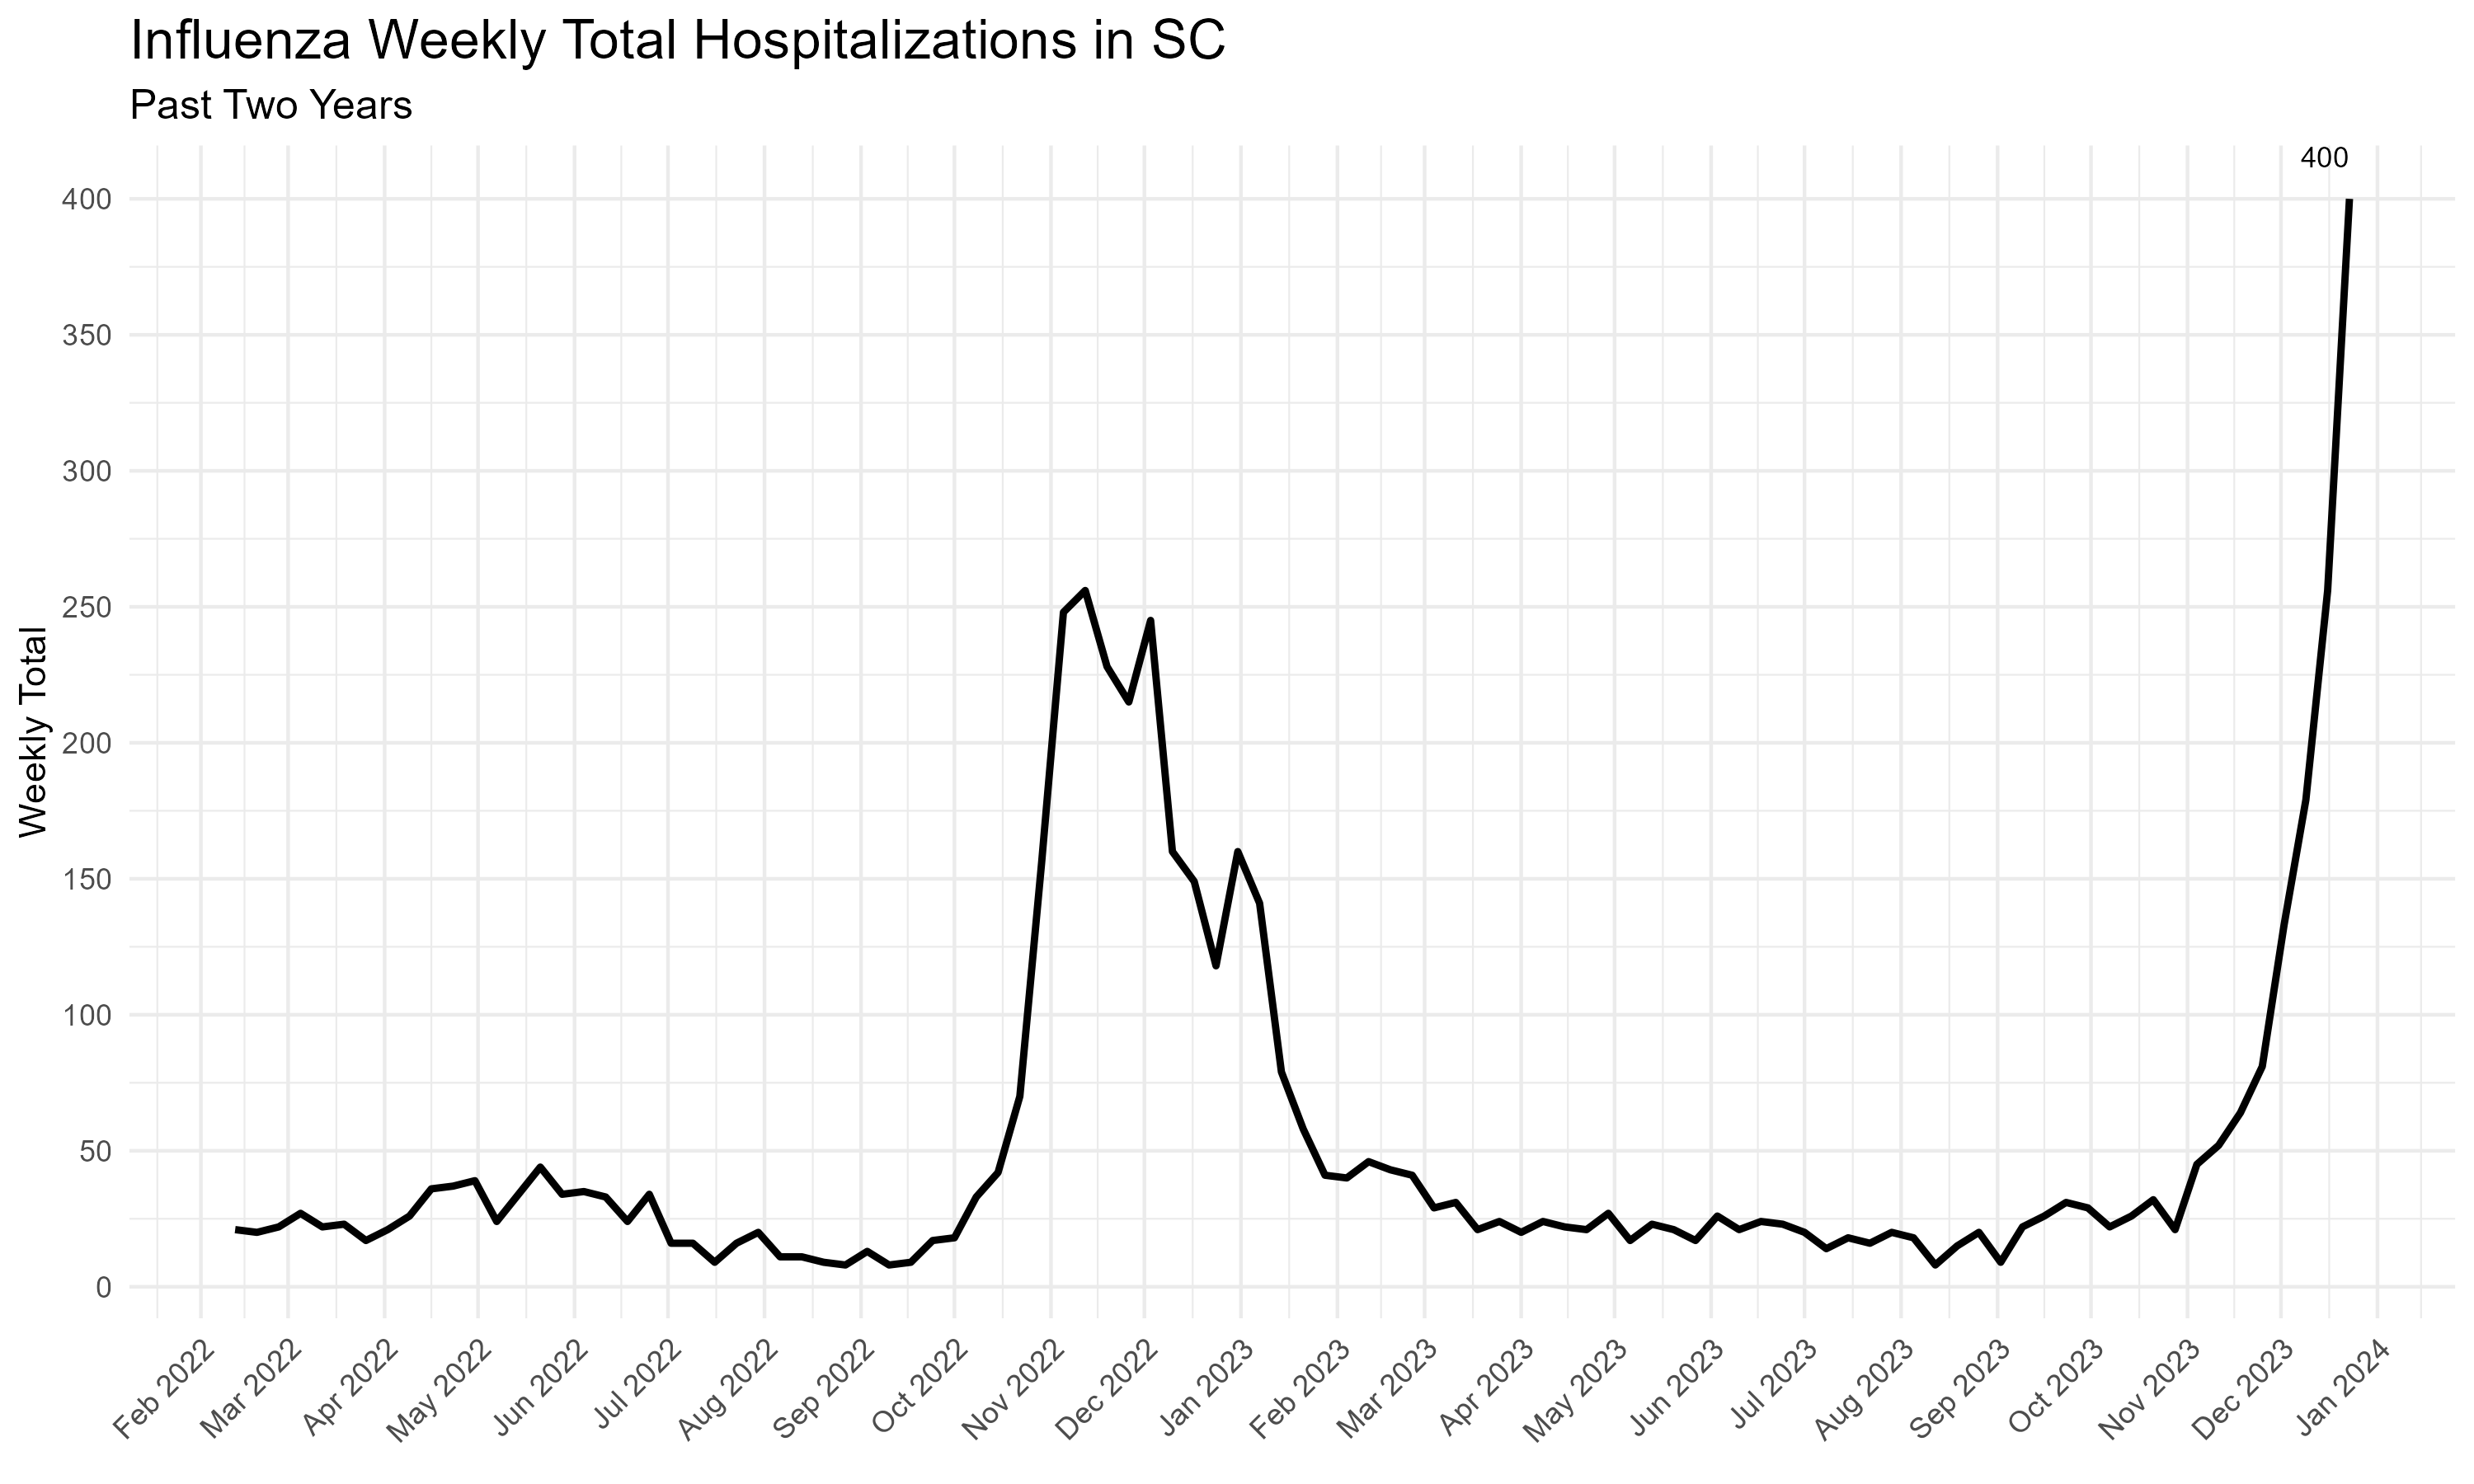 Influenza Weekly Total Hospitalizations in SC
Past Two Years
400
400
350
300
250
200
150
100
50
0
Weekly Total
Feb 2022
Mar 2022
Apr 2022
May 2022
Jun 2022
Jul 2022
Aug 2022
Sep 2022
Oct 2022
Nov 2022
Dec 2022
Jan 2023
Feb 2023
Mar 2023
Apr 2023
May 2023
Jun 2023
Jul 2023
Aug 2023
Sep 2023
Oct 2023
Nov 2023
Dec 2023
Jan 2024